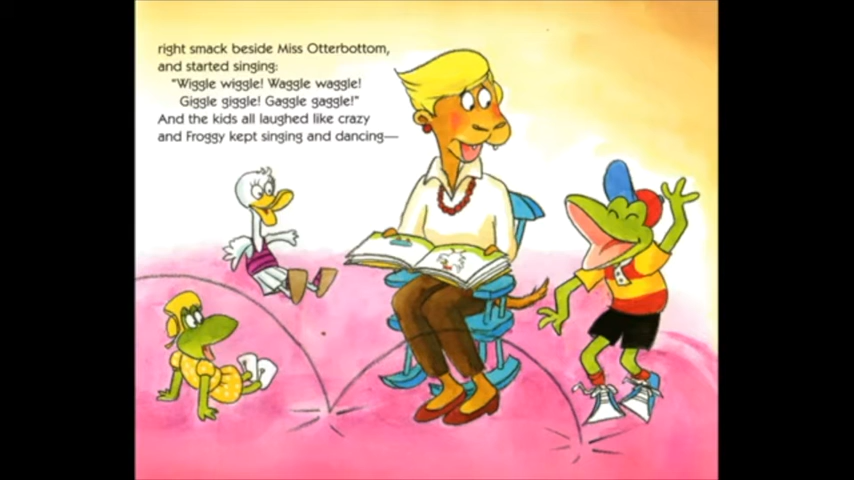 right smack beside Miss Otterbottom,
and started singing:
"Wiggle wiggle! Waggle waggle!
Giggle giggle! Gaggle gaggle!"
And the kids all laughed like crazy
and Froggy kept singing and dancing—